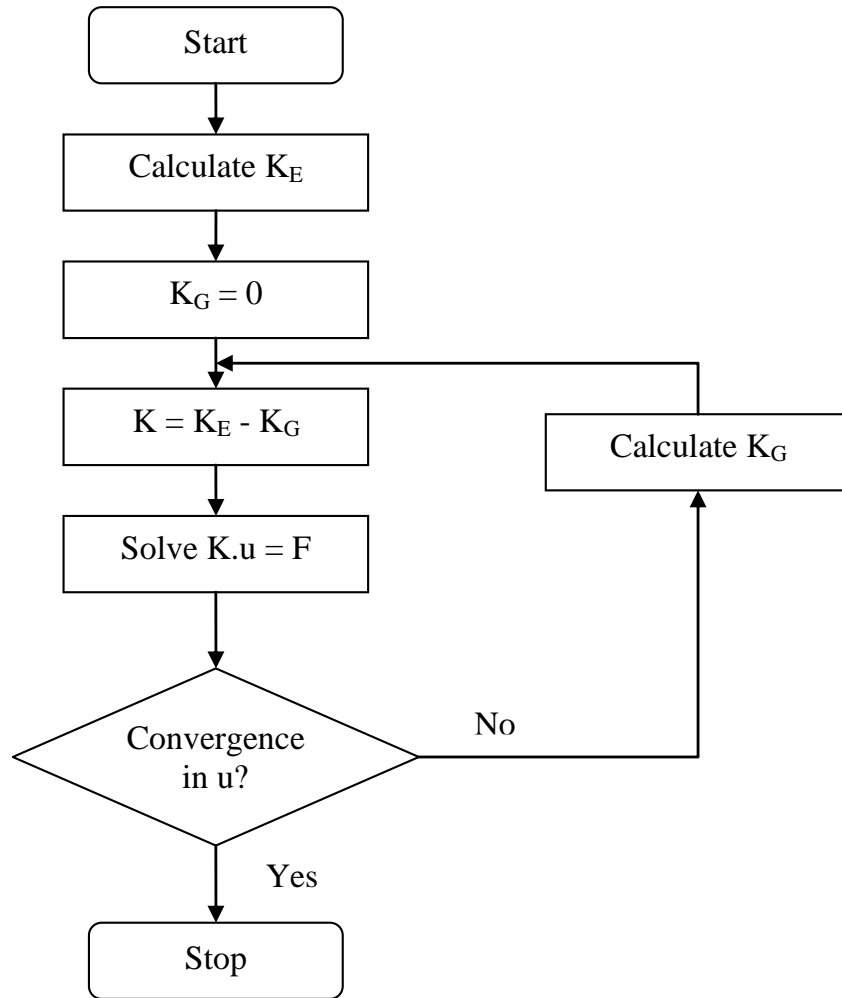 Start
Calculate K_E
K_G = 0
K = K_E - K_G
Calculate K_G
Solve K.u = F
Convergence
in u?
No
Yes
Stop